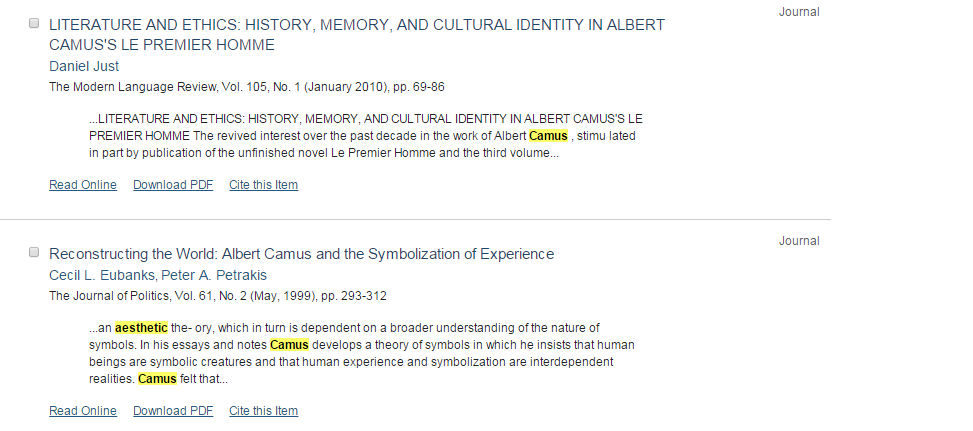 Journal
LITERATURE AND ETHICS: HISTORY, MEMORY, AND CULTURAL IDENTITY IN ALBERT
CAMUS'S LE PREMIER HOMME
Daniel Just
The Modern Language Review, Vol. 105, No. 1 (January 2010), pp. 69-86
...LITERATURE AND ETHICS: HISTORY, MEMORY, AND CULTURAL IDENTITY IN ALBERT CAMUS'S LE
PREMIER HOMME The revived interest over the past decade in the work of Albert Camus , stimu lated
in part by publication of the unfinished novel Le Premier Homme and the third volume...
Read Online Download PDF Cite this Item
Journal
Reconstructing the World: Albert Camus and the Symbolization of Experience
Cecil L. Eubanks, Peter A. Petrakis
The Journal of Politics, Vol. 61, No. 2 (May, 1999), pp. 293-312
...an aesthetic the- ory, which in turn is dependent on a broader understanding of the nature of
symbols. In his essays and notes Camus develops a theory of symbols in which he insists that human
beings are symbolic creatures and that human experience and symbolization are interdependent
realities. Camus felt that...
Read Online Download PDF Cite this Item